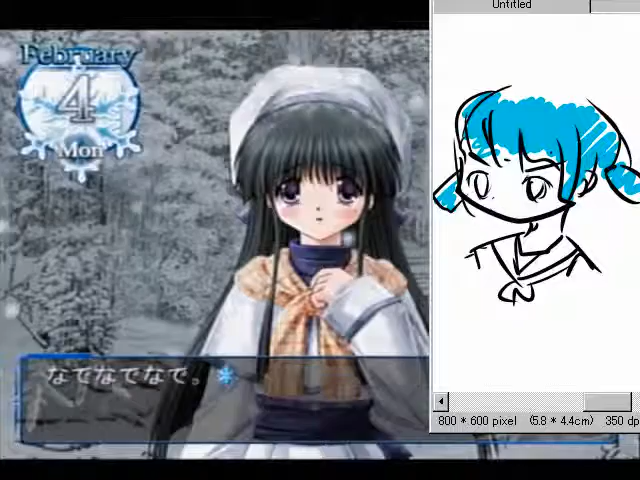 Untitled
February
4
Mon
なでなでなで。
800 * 600 pixel (5.8 * 4.4cm) 350 dp